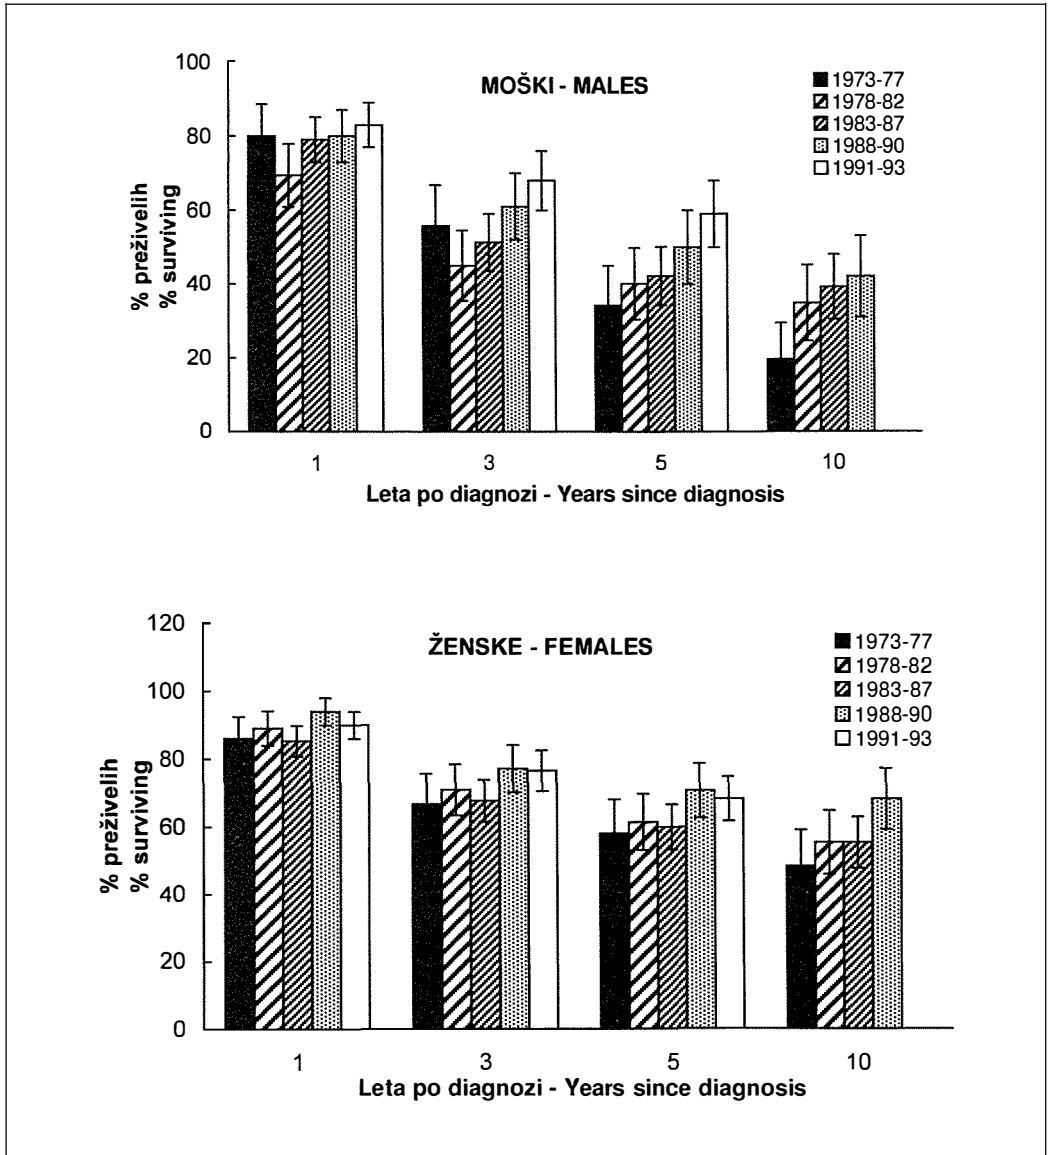 MOŠKI - MALES
1973-77
1978-82
1983-87
1988-90
1991-93
% preživelih
% surviving
100
80
60
40
20
0
1 3 5 10
Leta po diagnozi - Years since diagnosis
ŽENSKE - FEMALES
1973-77
1978-82
1983-87
1988-90
1991-93
% preživelih
% surviving
120
100
80
60
40
20
0
1 3 5 10
Leta po diagnozi - Years since diagnosis